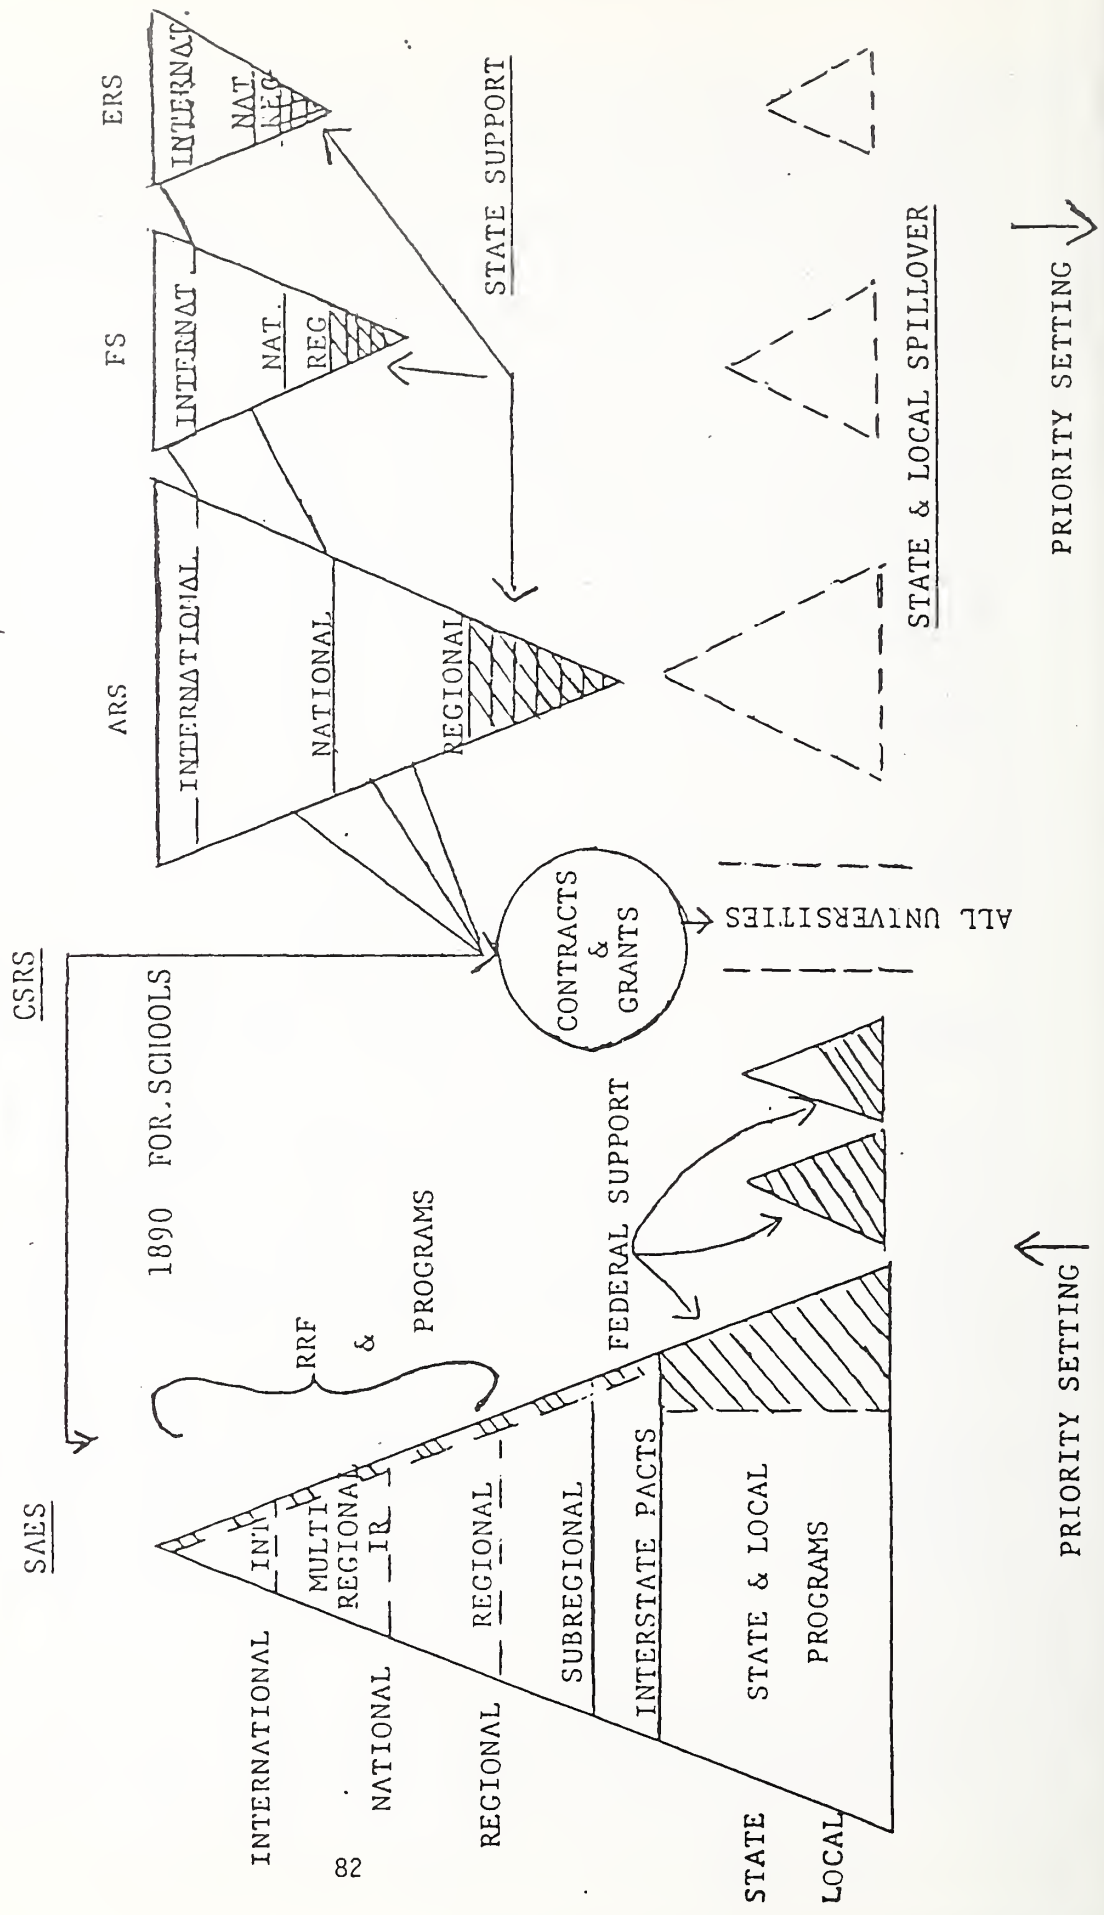 CSRS
SAES
ARS
FS
ERS
1890 FOR.SCHOOLS
INTERNATIONAL
INT
MULTI
REGIONAL
IR
NATIONAL
RRF
&
PROGRAMS
REGIONAL
REGIONAL
SUBREGIONAL
INTERSTATE PACTS
FEDERAL SUPPORT
STATE
LOCAL
STATE & LOCAL
PROGRAMS
CONTRACTS
&
GRANTS
ALL UNIVERSITIES
INTERNATIONAL
NATIONAL
REGIONAL
INTERNAT
NAT.
REG
INTERNAT.
NAT.
REG
STATE SUPPORT
STATE & LOCAL SPILLOVER
PRIORITY SETTING
PRIORITY SETTING
82